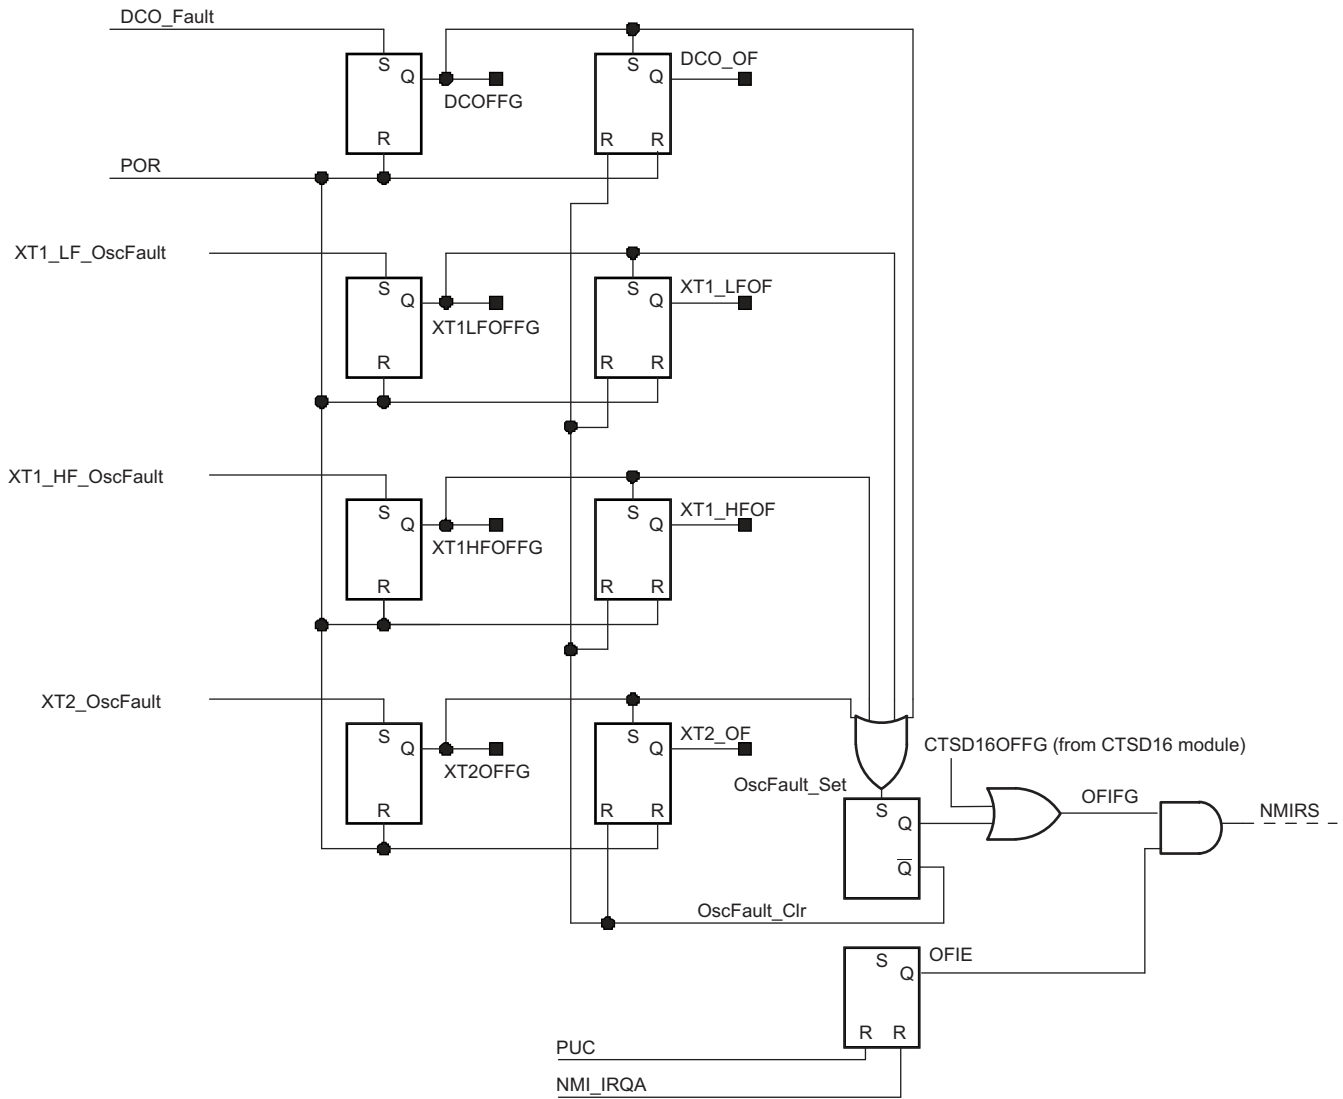 DCO_Fault
S
Q
DCOFFG
R
S
Q
DCO_OF
R R
POR
XT1_LF_OscFault
S
Q
XT1LFOFFG
R
S
Q
XT1_LFOF
R R
XT1_HF_OscFault
S
Q
XT1HFOFFG
R
S
Q
XT1_HFOF
R R
XT2_OscFault
S
Q
XT2OFFG
R
S
Q
XT2_OF
R R
OscFault_Set
S
Q
Q
CTSD16OFFG (from CTSD16 module)
OFIFG
NMIRS
OscFault_Clr
S
Q
OFIE
R R
PUC
NMI_IRQA